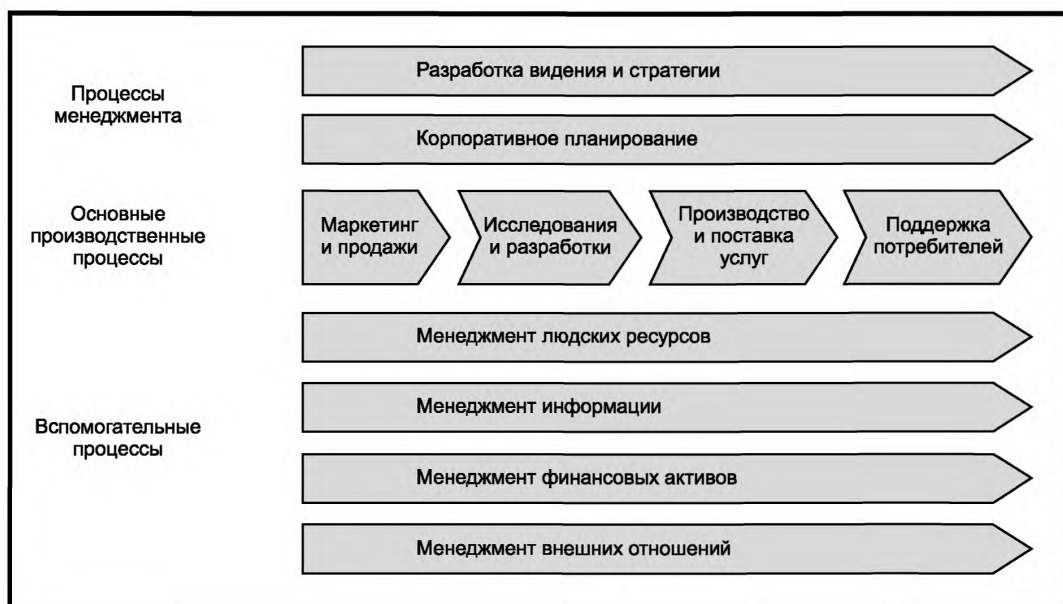 Процессы
менеджмента
Разработка видения и стратегии
Корпоративное планирование
Основные
производственные
процессы
Маркетинг
и продажи
Исследования
и разработки
Производство
и поставка
услуг
Поддержка
потребителей
Вспомогательные
процессы
Менеджмент людских ресурсов
Менеджмент информации
Менеджмент финансовых активов
Менеджмент внешних отношений